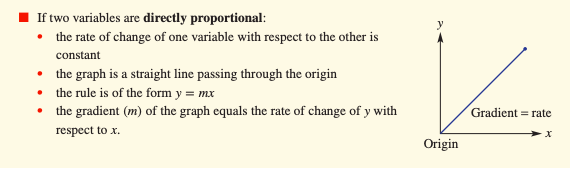 If two variables are directly proportional:
the rate of change of one variable with respect to the other is
constant
the graph is a straight line passing through the origin
the rule is of the form y = mx
the gradient (m) of the graph equals the rate of change of y with
respect to x.
y
Gradient = rate
x
Origin